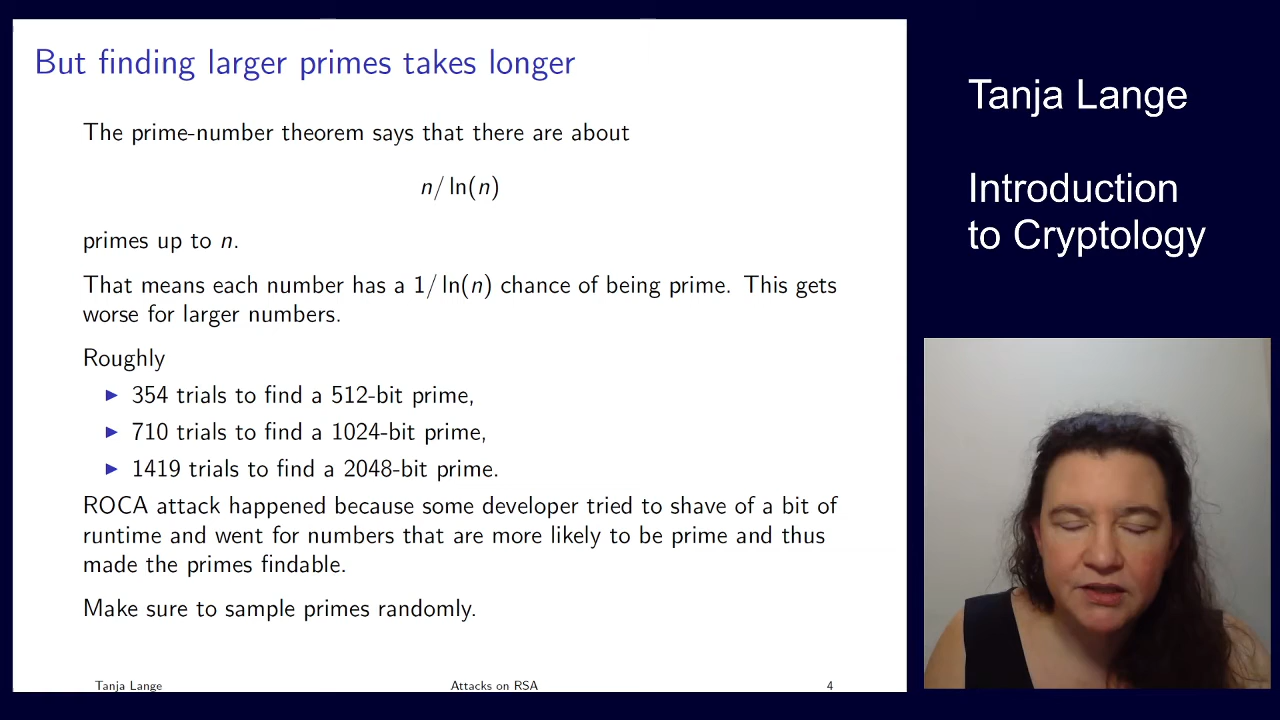 But finding larger primes takes longer
The prime-number theorem says that there are about
n/ ln(n)
primes up to n.
That means each number has a 1/ ln(n) chance of being prime. This gets
worse for larger numbers.
Roughly
▶ 354 trials to find a 512-bit prime,
▶ 710 trials to find a 1024-bit prime,
▶ 1419 trials to find a 2048-bit prime.
ROCA attack happened because some developer tried to shave of a bit of
runtime and went for numbers that are more likely to be prime and thus
made the primes findable.
Make sure to sample primes randomly.
Tanja Lange
Attacks on RSA
4
Tanja Lange
Introduction
to Cryptology